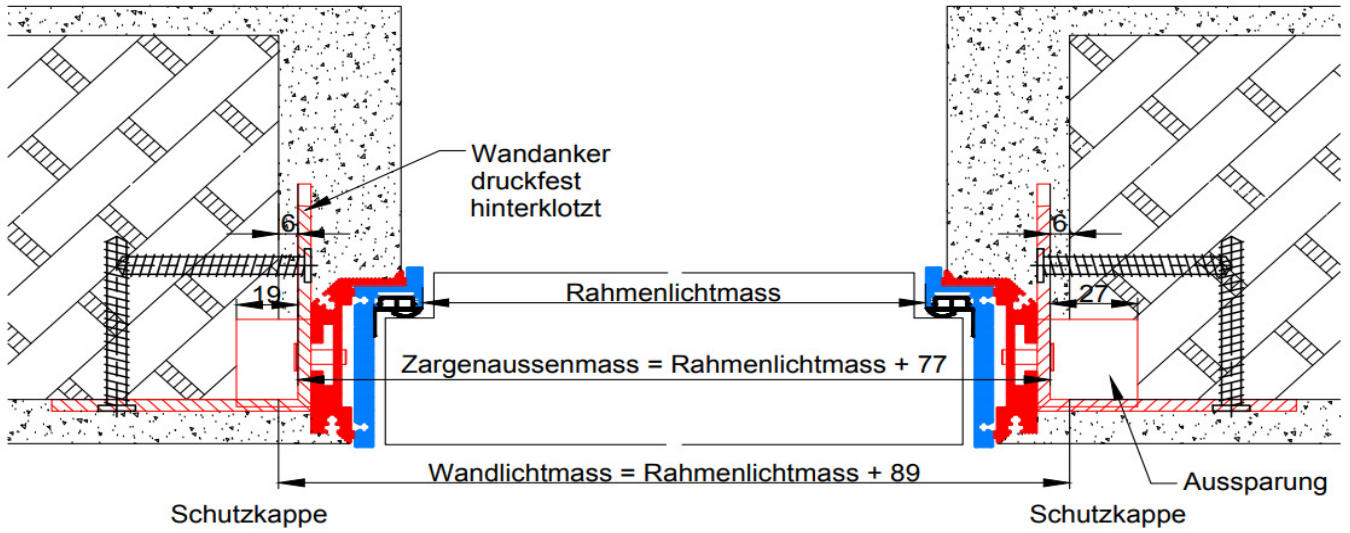 Wandanker
druckfest
hinterklotzt
6
6
19
Rahmenlichtmass
27
Zargenaussenmass = Rahmenlichtmass + 77
Wandlichtmass = Rahmenlichtmass + 89
Aussparung
Schutzkappe
Schutzkappe